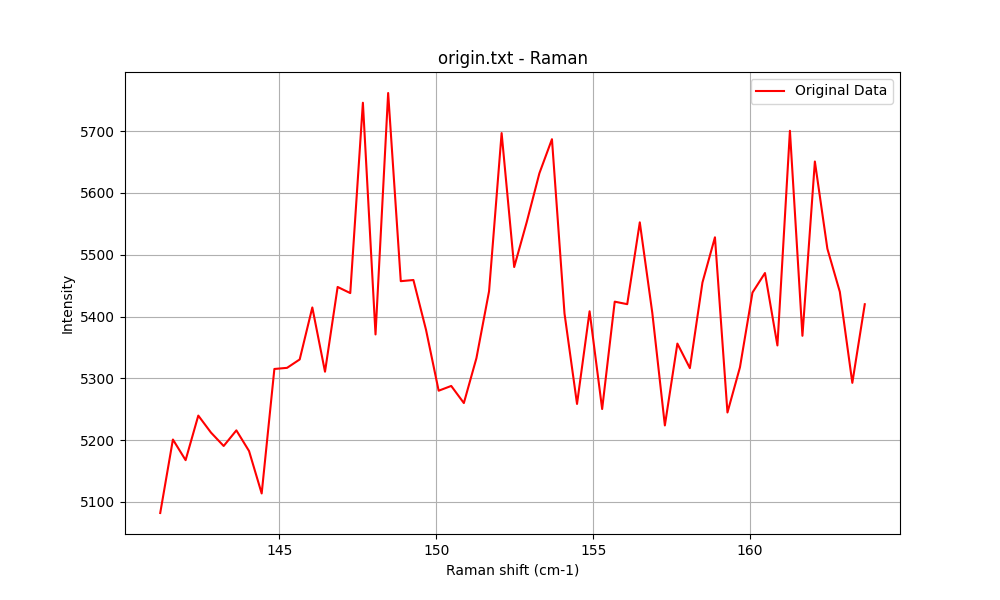 origin.txt - Raman
Original Data
Intensity
5700
5600
5500
5400
5300
5200
5100
145 150 155 160
Raman shift (cm-1)